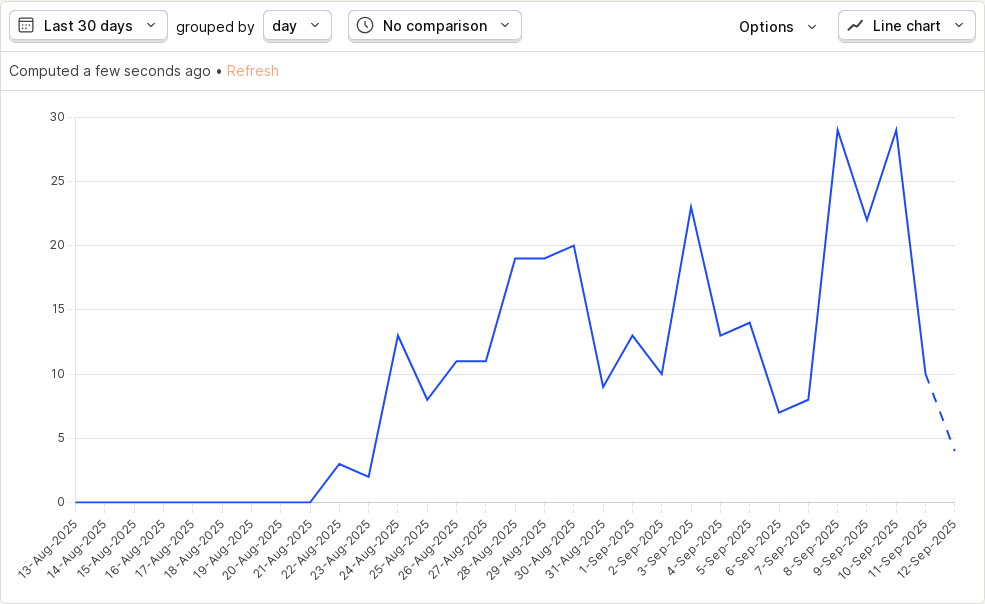 Last 30 days grouped by day No comparison Options Line chart
Computed a few seconds ago • Refresh
30
25
20
15
10
5
0
13-Aug-2025
14-Aug-2025
15-Aug-2025
16-Aug-2025
17-Aug-2025
18-Aug-2025
19-Aug-2025
20-Aug-2025
21-Aug-2025
22-Aug-2025
23-Aug-2025
24-Aug-2025
25-Aug-2025
26-Aug-2025
27-Aug-2025
28-Aug-2025
29-Aug-2025
30-Aug-2025
31-Aug-2025
1-Sep-2025
2-Sep-2025
3-Sep-2025
4-Sep-2025
5-Sep-2025
6-Sep-2025
7-Sep-2025
8-Sep-2025
9-Sep-2025
10-Sep-2025
11-Sep-2025
12-Sep-2025